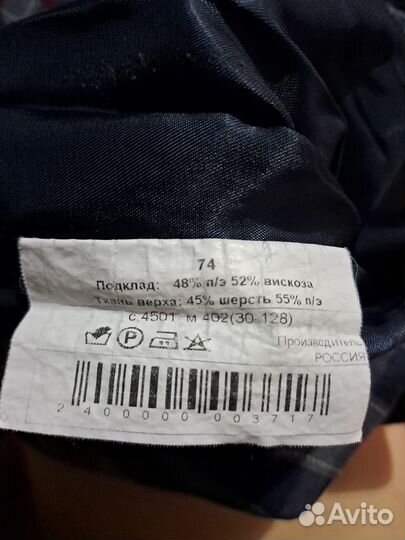 74
Подклад: 48% п/э 52% вискоза
Ткань верха: 45% шерсть 55% п/э
с 4501 м 402(30-128)
P
Производитель
РОССИЯ
2 400000 003717
Avito